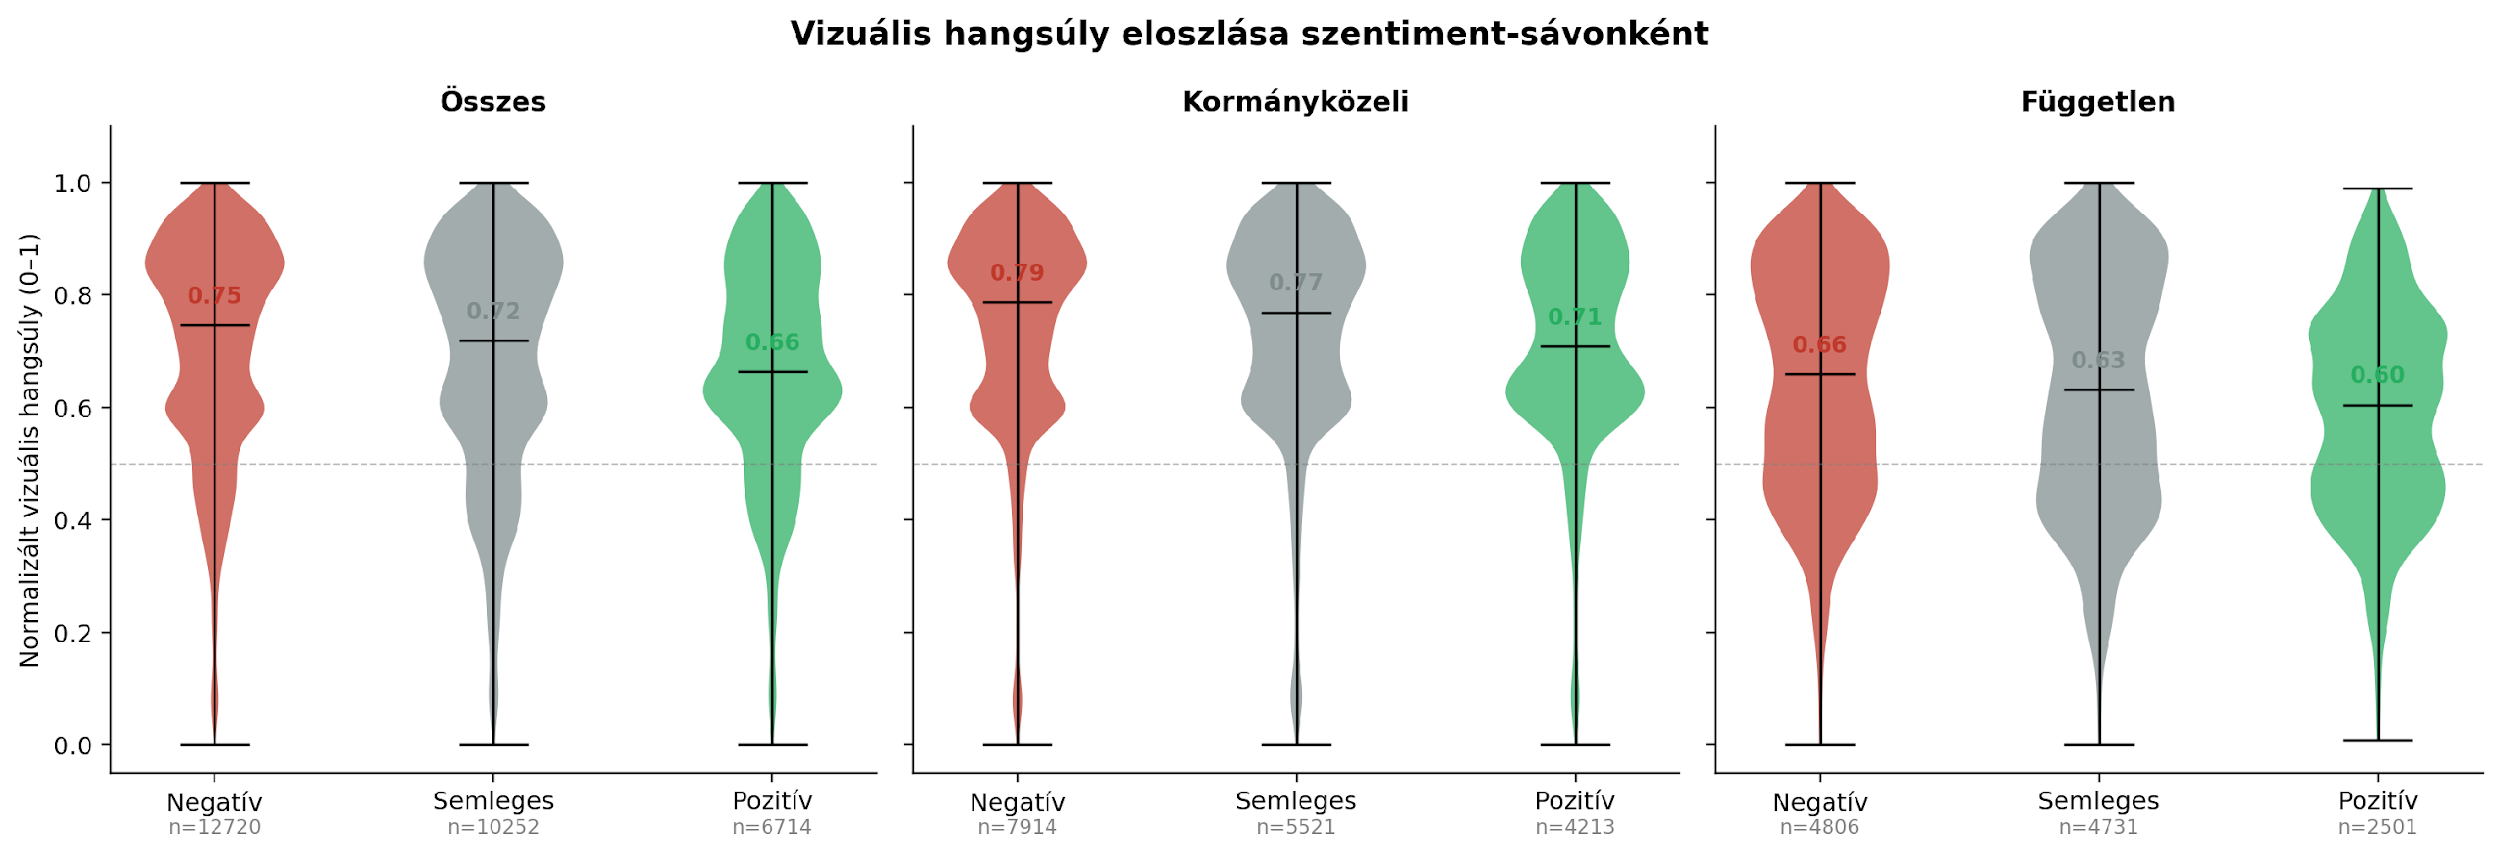 Vizuális hangsúly eloszlása szentiment-sávonként
Összes
Kormányközeli
Független
Normalizált vizuális hangsúly (0–1)
1.0
0.8
0.6
0.4
0.2
0.0
0.75
0.72
0.66
0.79
0.77
0.71
0.66
0.63
0.60
Negatív
Semleges
Pozitív
Negatív
Semleges
Pozitív
Negatív
Semleges
Pozitív
n=12720
n=10252
n=6714
n=7914
n=5521
n=4213
n=4806
n=4731
n=2501